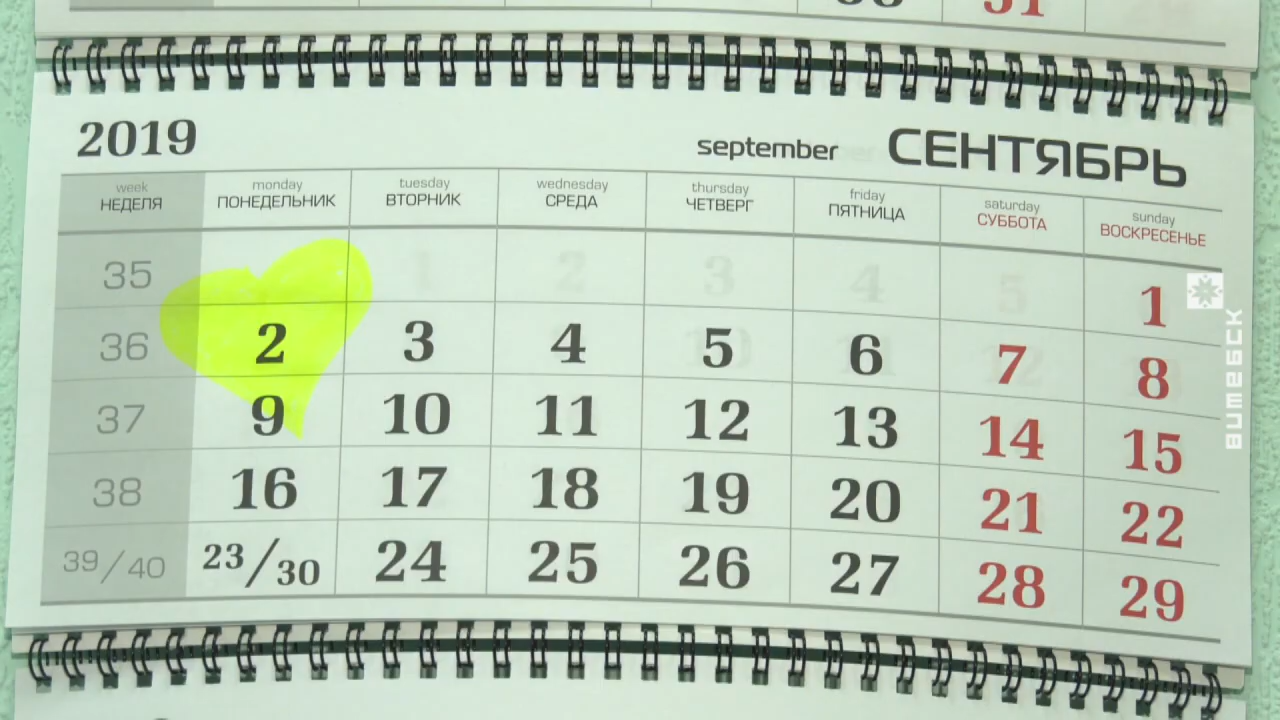 31
2019 september СЕНТЯБРЬ
week monday tuesday wednesday thursday friday saturday sunday
НЕДЕЛЯ ПОНЕДЕЛЬНИК ВТОРНИК СРЕДА ЧЕТВЕРГ ПЯТНИЦА СУББОТА ВОСКРЕСЕНЬЕ
35 1
36 2 3 4 5 6 7 8
37 9 10 11 12 13 14 15
38 16 17 18 19 20 21 22
39/40 23/30 24 25 26 27 28 29
витебск